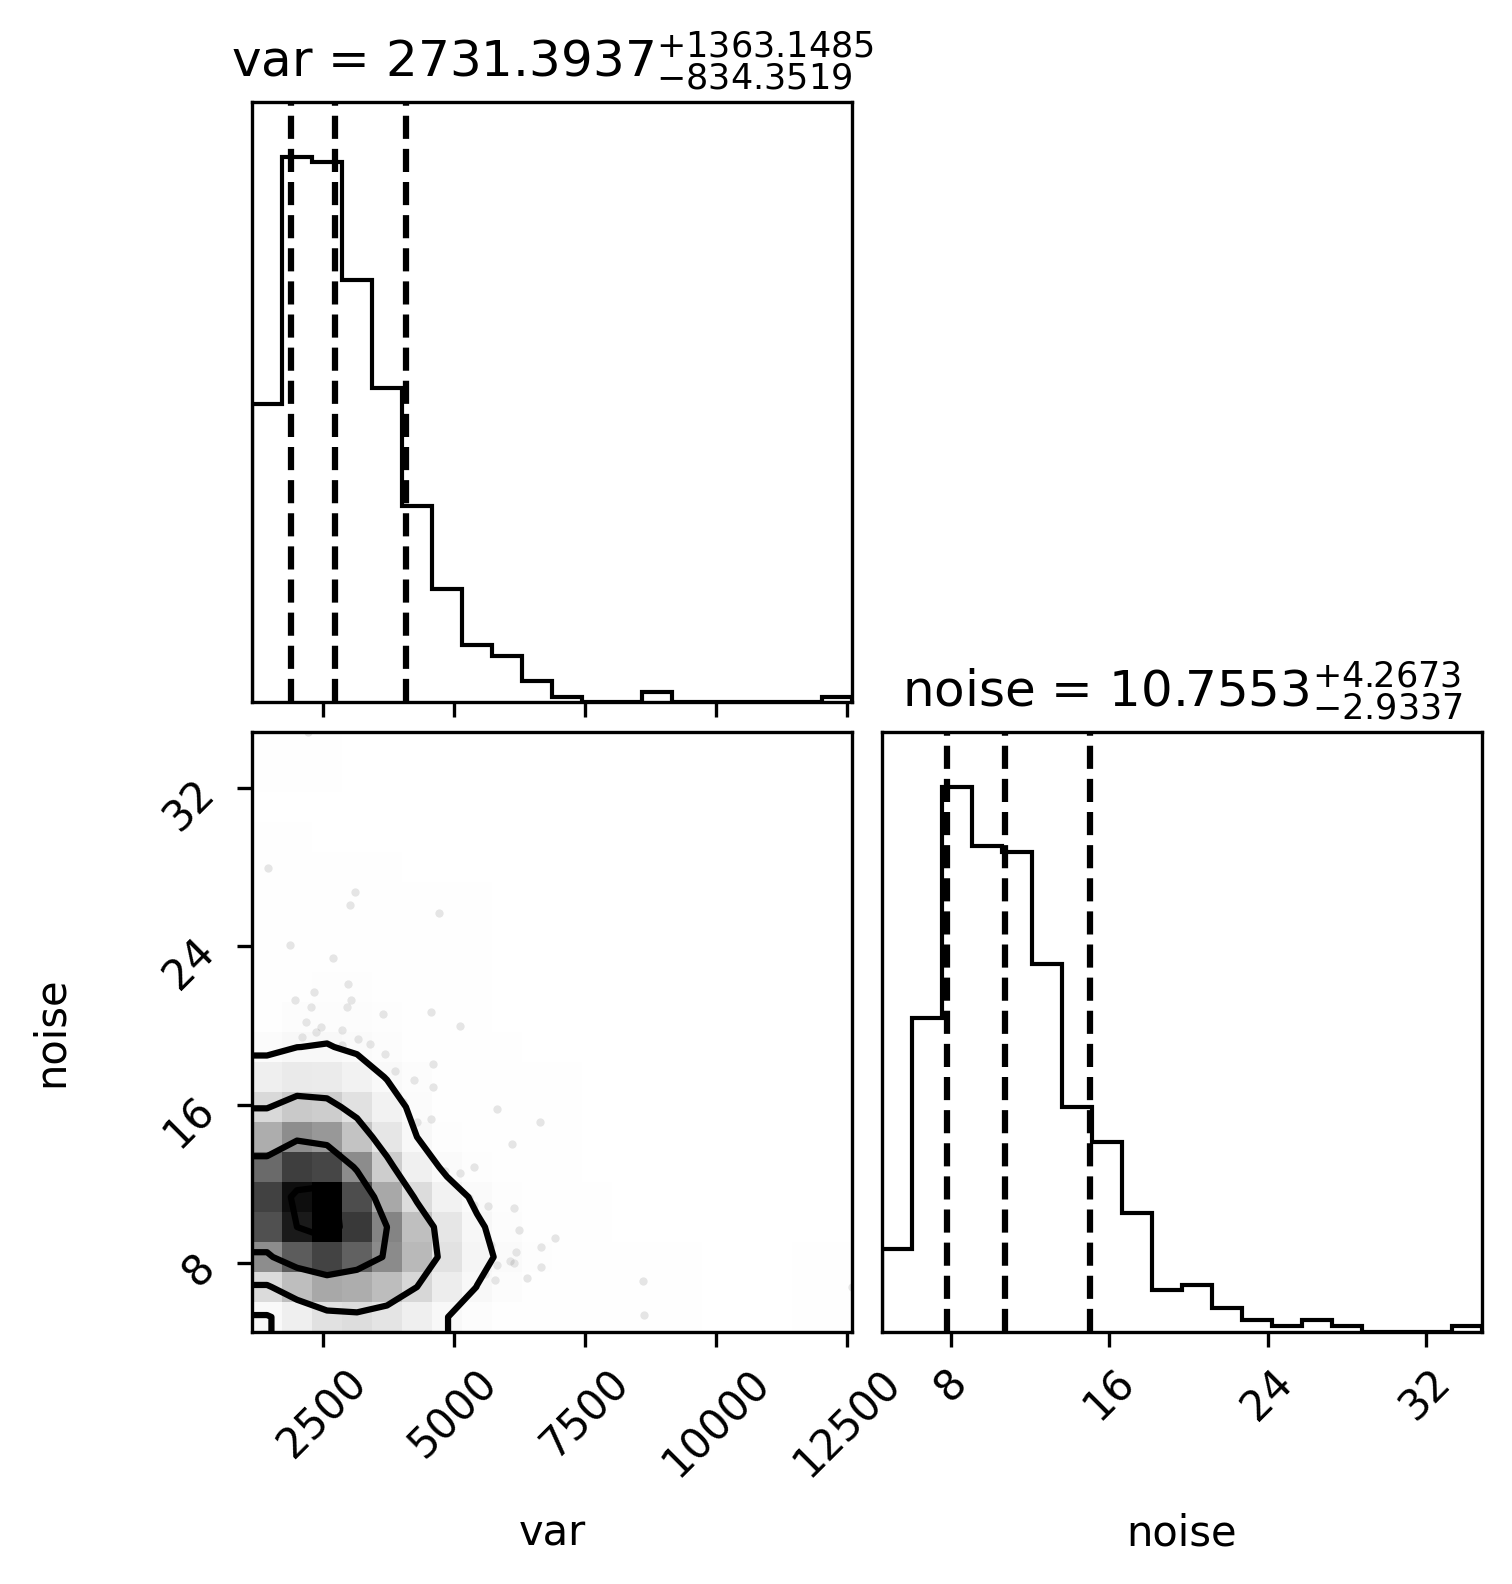 var = 2731.3937 +1363.1485 −834.3519
noise = 10.7553 +4.2673 −2.9337
32
24
16
8
noise
2500 5000 7500 10000 12500
8 16 24 32
var
noise